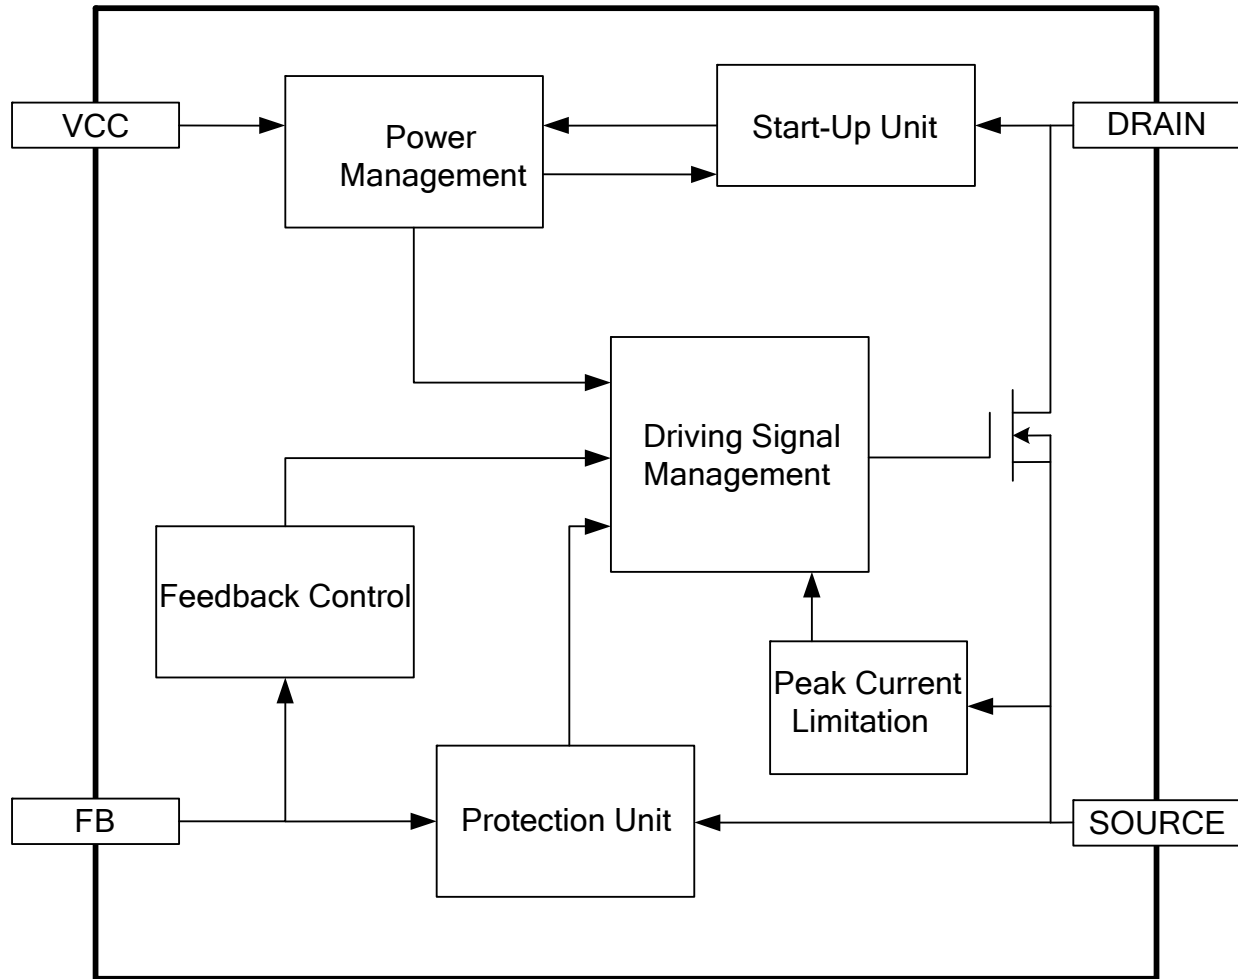 VCC
Power
Management
Start-Up Unit
DRAIN
Driving Signal
Management
Feedback Control
Peak Current
Limitation
FB
Protection Unit
SOURCE